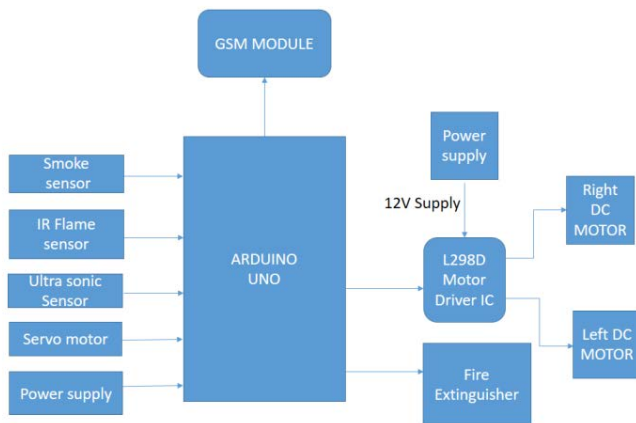 GSM MODULE
Smoke
sensor
IR Flame
sensor
Ultra sonic
Sensor
Servo motor
Power supply
ARDUINO
UNO
Power
supply
12V Supply
L298D
Motor
Driver IC
Fire
Extinguisher
Right
DC
MOTOR
Left DC
MOTOR